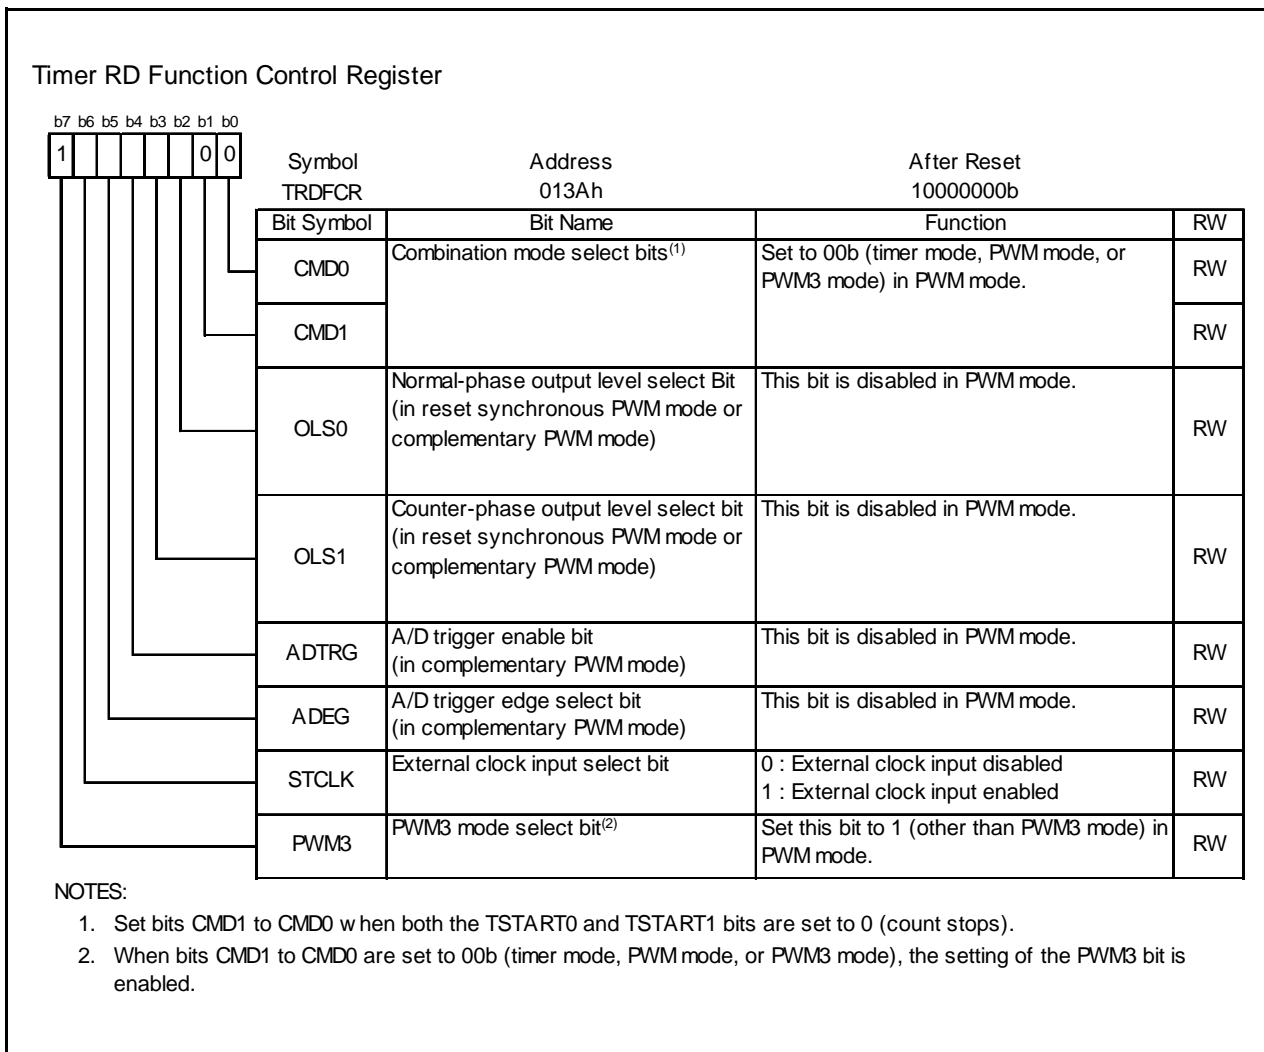 Timer RD Function Control Register
b7 b6 b5 b4 b3 b2 b1 b0
1 0 0
Symbol Address After Reset
TRDFCR 013Ah 10000000b
Bit Symbol Bit Name Function RW
CMD0 Combination mode select bits(1) Set to 00b (timer mode, PWM mode, or PWM3 mode) in PWM mode. RW
CMD1 RW
OLS0 Normal-phase output level select Bit (in reset synchronous PWM mode or complementary PWM mode) This bit is disabled in PWM mode. RW
OLS1 Counter-phase output level select bit (in reset synchronous PWM mode or complementary PWM mode) This bit is disabled in PWM mode. RW
ADTRG A/D trigger enable bit (in complementary PWM mode) This bit is disabled in PWM mode. RW
ADEG A/D trigger edge select bit (in complementary PWM mode) This bit is disabled in PWM mode. RW
STCLK External clock input select bit 0 : External clock input disabled 1 : External clock input enabled RW
PWM3 PWM3 mode select bit(2) Set this bit to 1 (other than PWM3 mode) in PWM mode. RW
NOTES:
1. Set bits CMD1 to CMD0 when both the TSTART0 and TSTART1 bits are set to 0 (count stops).
2. When bits CMD1 to CMD0 are set to 00b (timer mode, PWM mode, or PWM3 mode), the setting of the PWM3 bit is
enabled.